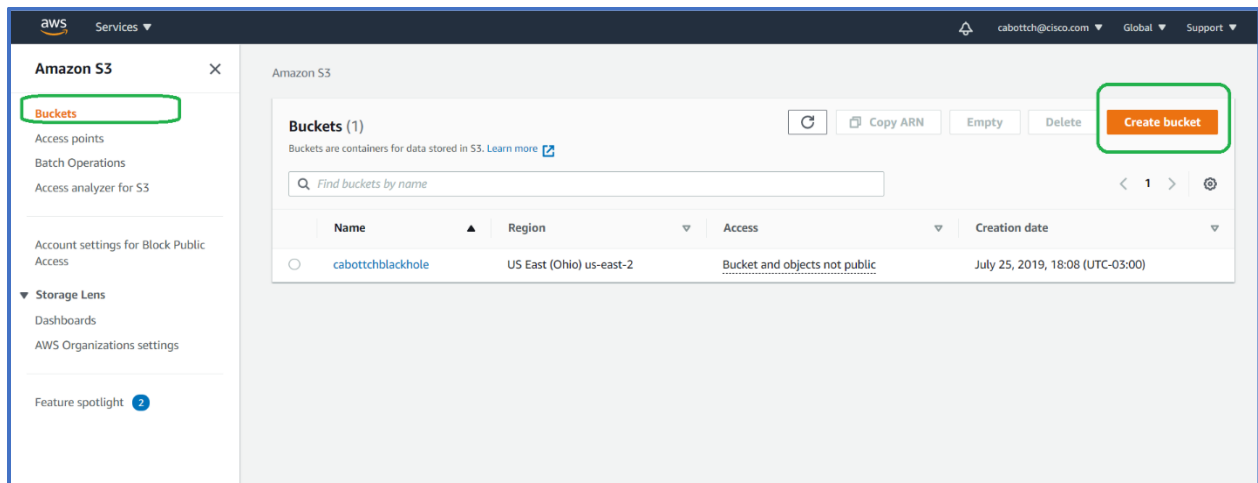 aws
Services ▼
cabottch@cisco.com ▼
Global ▼
Support ▼
Amazon S3
Buckets
Access points
Batch Operations
Access analyzer for S3
Account settings for Block Public
Access
▼ Storage Lens
Dashboards
AWS Organizations settings
Feature spotlight 2
Amazon S3
Buckets (1)
Buckets are containers for data stored in S3. Learn more
Copy ARN
Empty
Delete
Create bucket
Find buckets by name
< 1 >
Name ▲ Region ▽ Access ▽ Creation date ▽
cabottchblackhole US East (Ohio) us-east-2 Bucket and objects not public July 25, 2019, 18:08 (UTC-03:00)